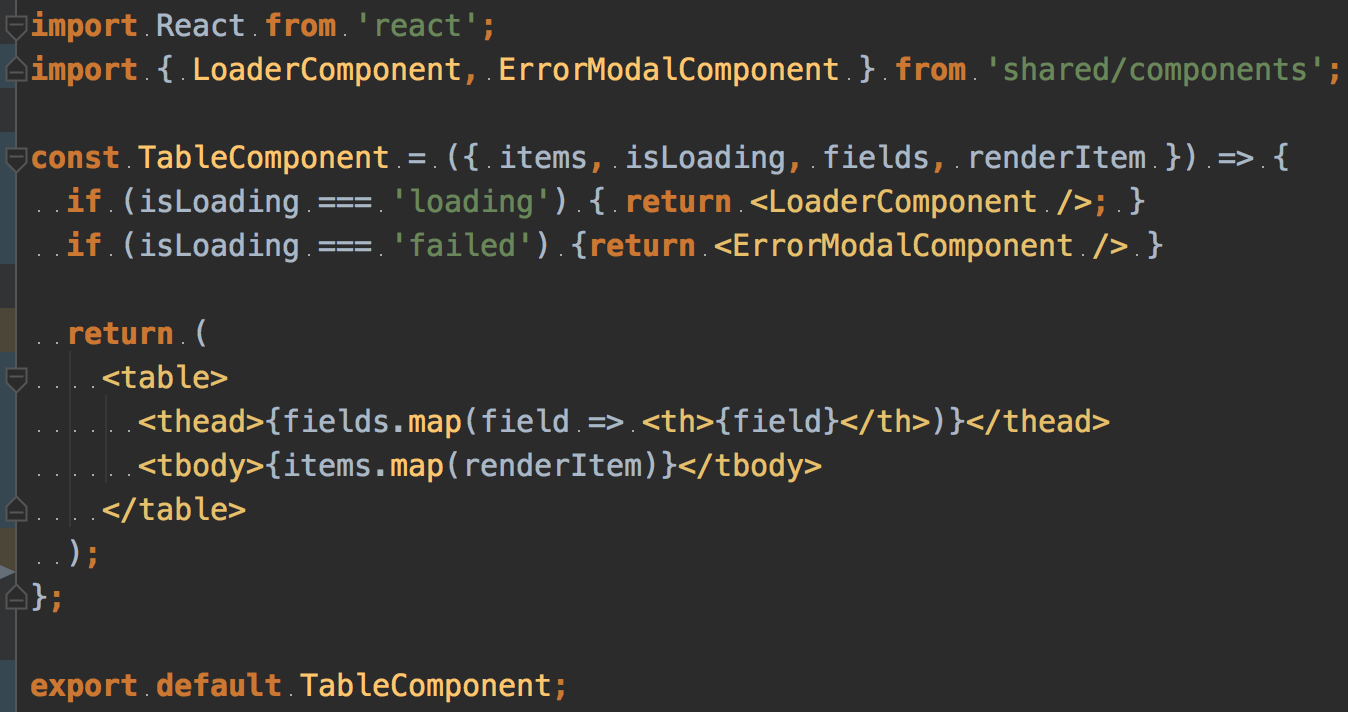 import React from 'react';
import { LoaderComponent, ErrorModalComponent } from 'shared/components';
const TableComponent = ({ items, isLoading, fields, renderItem }) => {
  if (isLoading === 'loading') { return <LoaderComponent />; }
  if (isLoading === 'failed') {return <ErrorModalComponent /> }
  return (
    <table>
      <thead>{fields.map(field => <th>{field}</th>)}</thead>
      <tbody>{items.map(renderItem)}</tbody>
    </table>
  );
};
export default TableComponent;